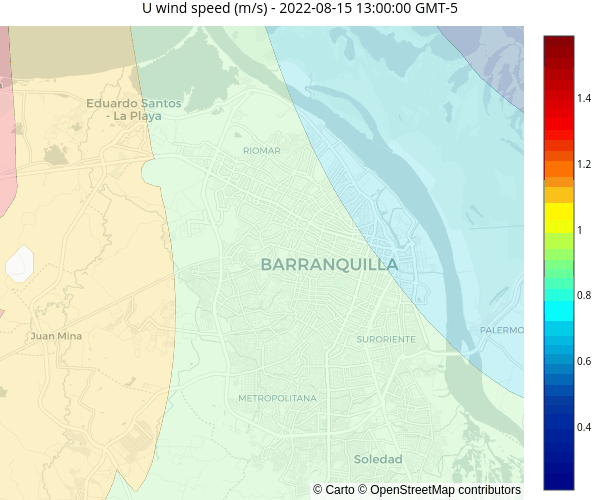 U wind speed (m/s) - 2022-08-15 13:00:00 GMT-5
1.4
Eduardo Santos
- La Playa
RIOMAR
1.2
1
BARRANQUILLA
0.8
PALERMO
Juan Mina
SURORIENTE
0.6
METROPOLITANA
0.4
Soledad
© Carto © OpenStreetMap contributors